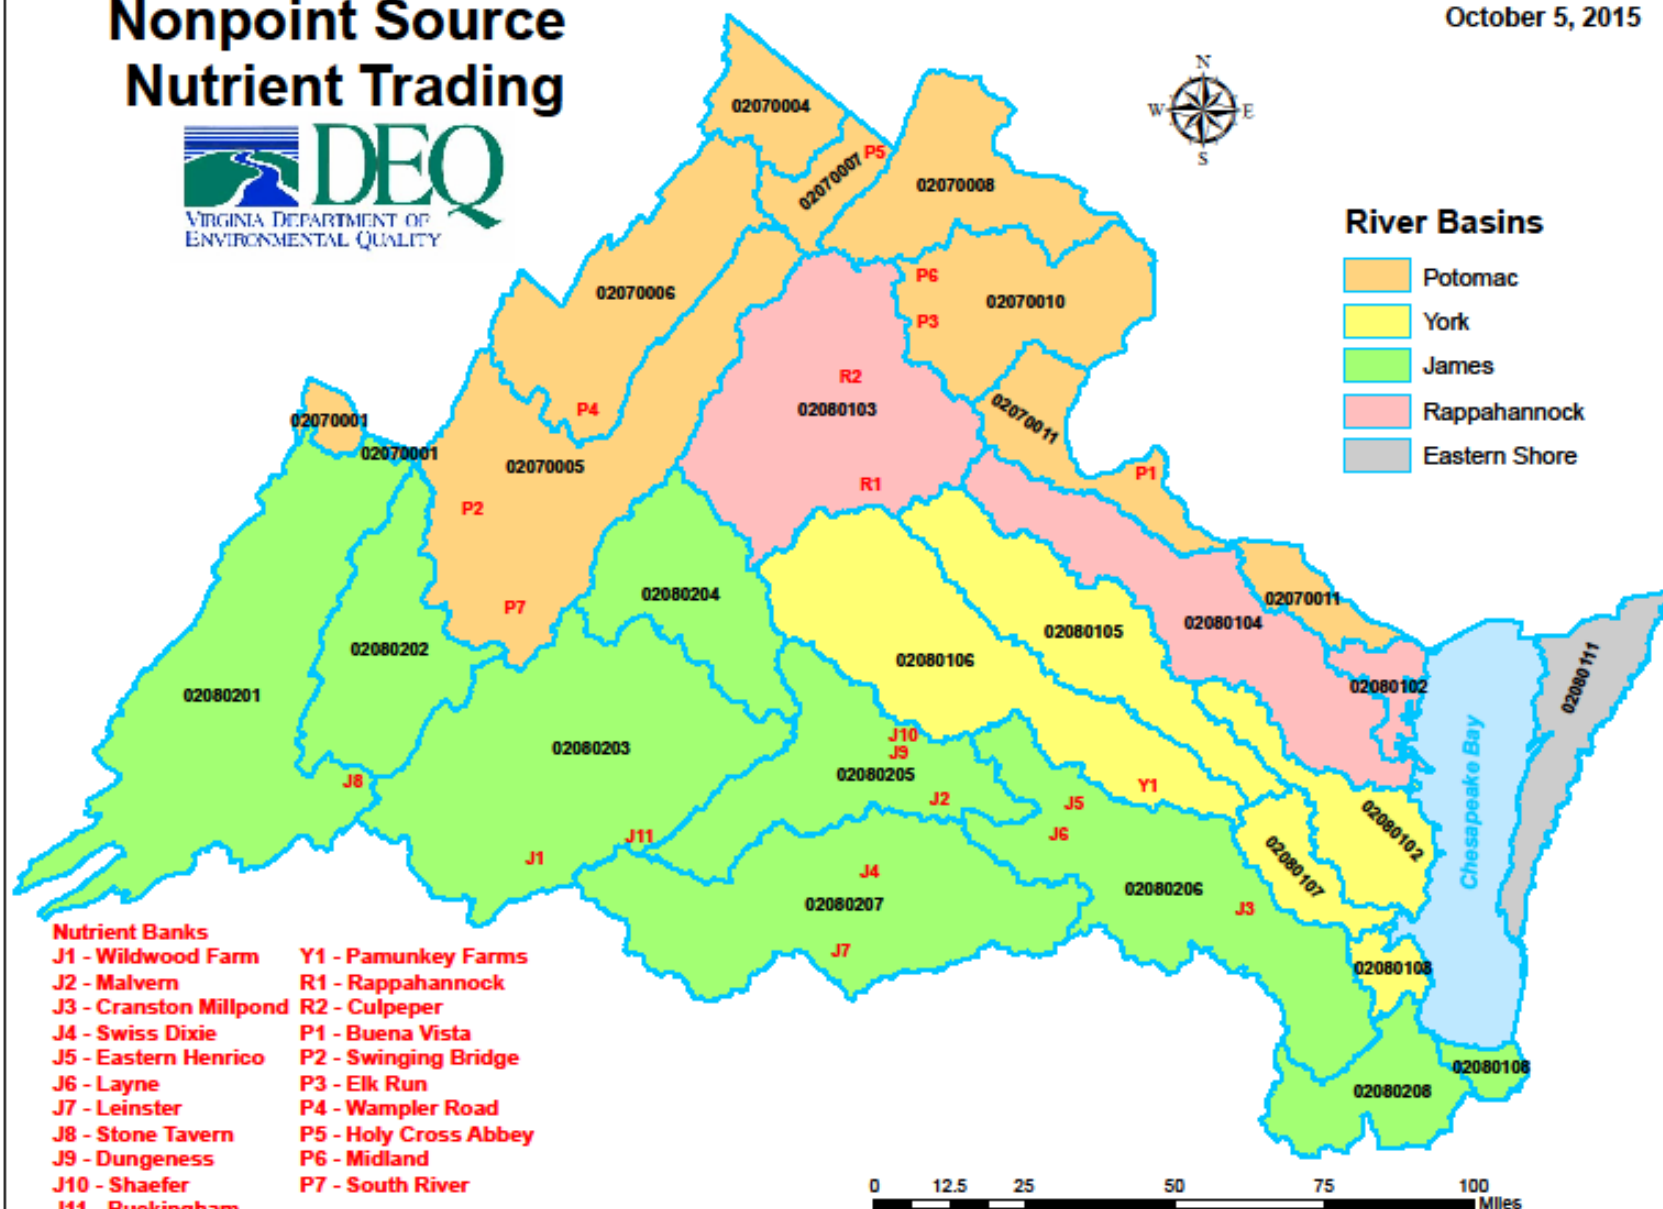 Nonpoint Source
Nutrient Trading
October 5, 2015
DEQ
VIRGINIA DEPARTMENT OF
ENVIRONMENTAL QUALITY
N
W E
S
River Basins
Potomac
York
James
Rappahannock
Eastern Shore
02070004
P5
02070007
02070008
P6
02070006
02070010
P3
R2
02080103
P4
02070001
02070011
02070001
02070005
P1
R1
P2
02080204
02070011
P7
02080104
02080105
02080202
02080106
02080111
02080102
02080201
J10
02080203
J9
Chesapeake Bay
02080205
J8
Y1
J2
J5
J6
02080102
J11
J1
02080107
J4
02080206
02080207
J3
J7
02080108
02080108
02080208
Nutrient Banks
J1 - Wildwood Farm
J2 - Malvern
J3 - Cranston Millpond
J4 - Swiss Dixie
J5 - Eastern Henrico
J6 - Layne
J7 - Leinster
J8 - Stone Tavern
J9 - Dungeness
J10 - Shaefer
J11 - Buckingham
Y1 - Pamunkey Farms
R1 - Rappahannock
R2 - Culpeper
P1 - Buena Vista
P2 - Swinging Bridge
P3 - Elk Run
P4 - Wampler Road
P5 - Holy Cross Abbey
P6 - Midland
P7 - South River
0 12.5 25 50 75 100
Miles